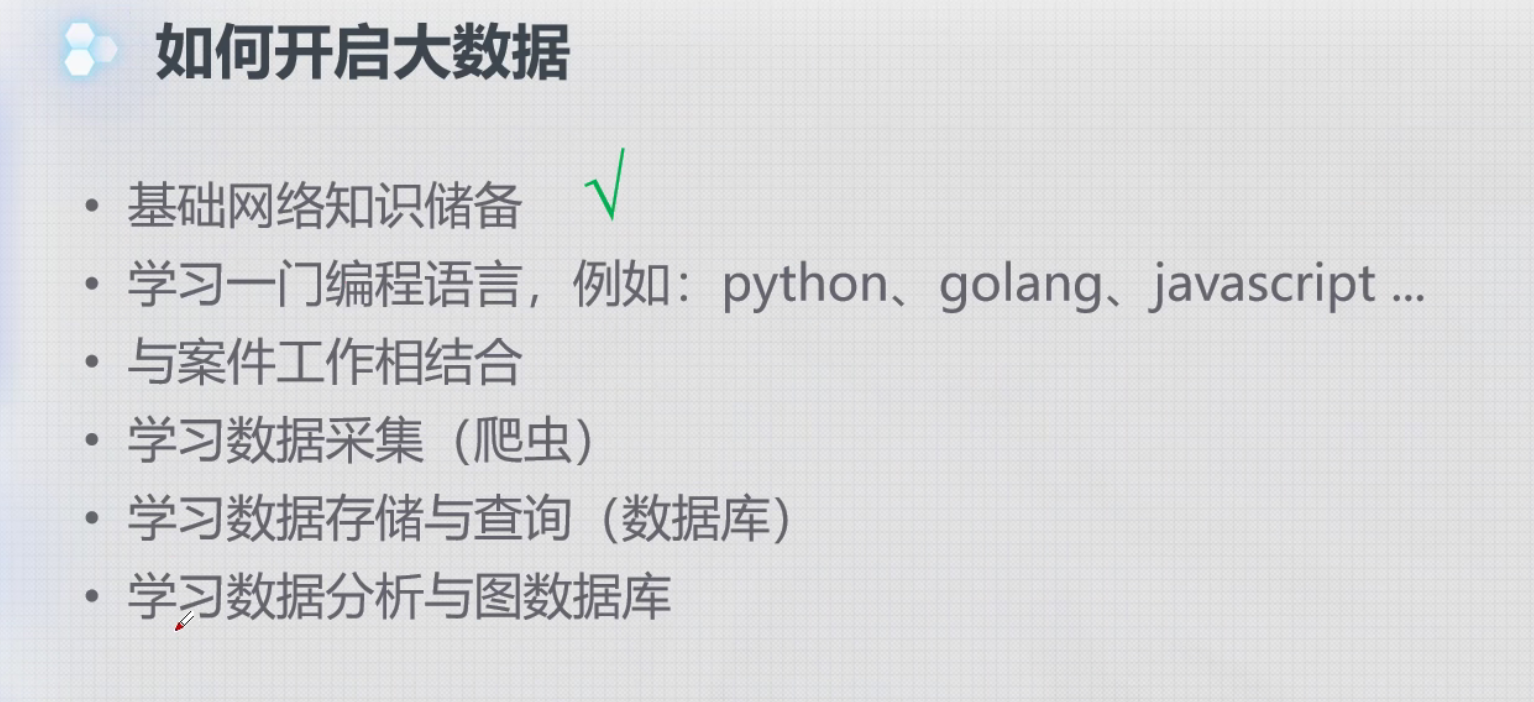 如何开启大数据
• 基础网络知识储备 √
• 学习一门编程语言，例如：python、golang、javascript ...
• 与案件工作相结合
• 学习数据采集（爬虫）
• 学习数据存储与查询（数据库）
• 学习数据分析与图数据库